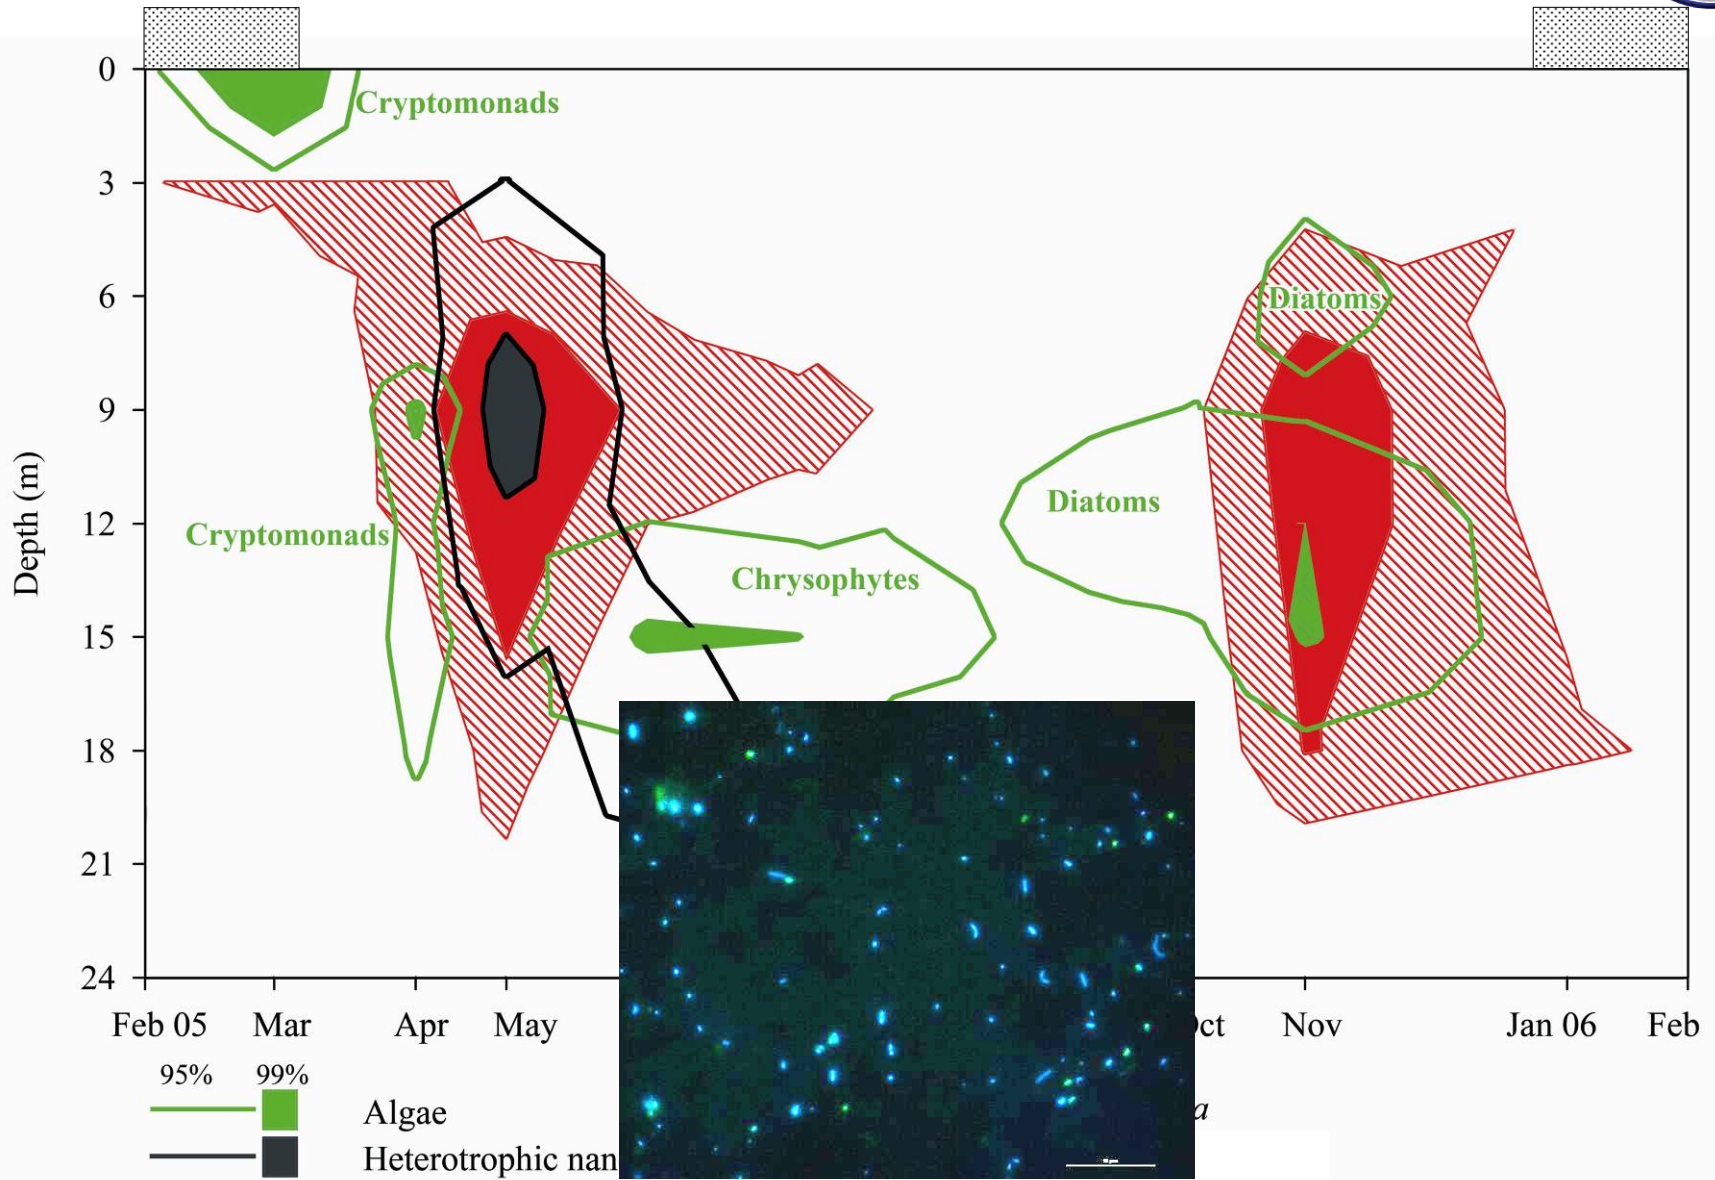 0
Cryptomonads
3
6
Diatoms
9
Diatoms
12
Cryptomonads
Chrysophytes
15
18
21
24
Depth (m)
Feb 05 Mar Apr May Nov Jan 06 Feb
95% 99%
Algae
a
Heterotrophic nan